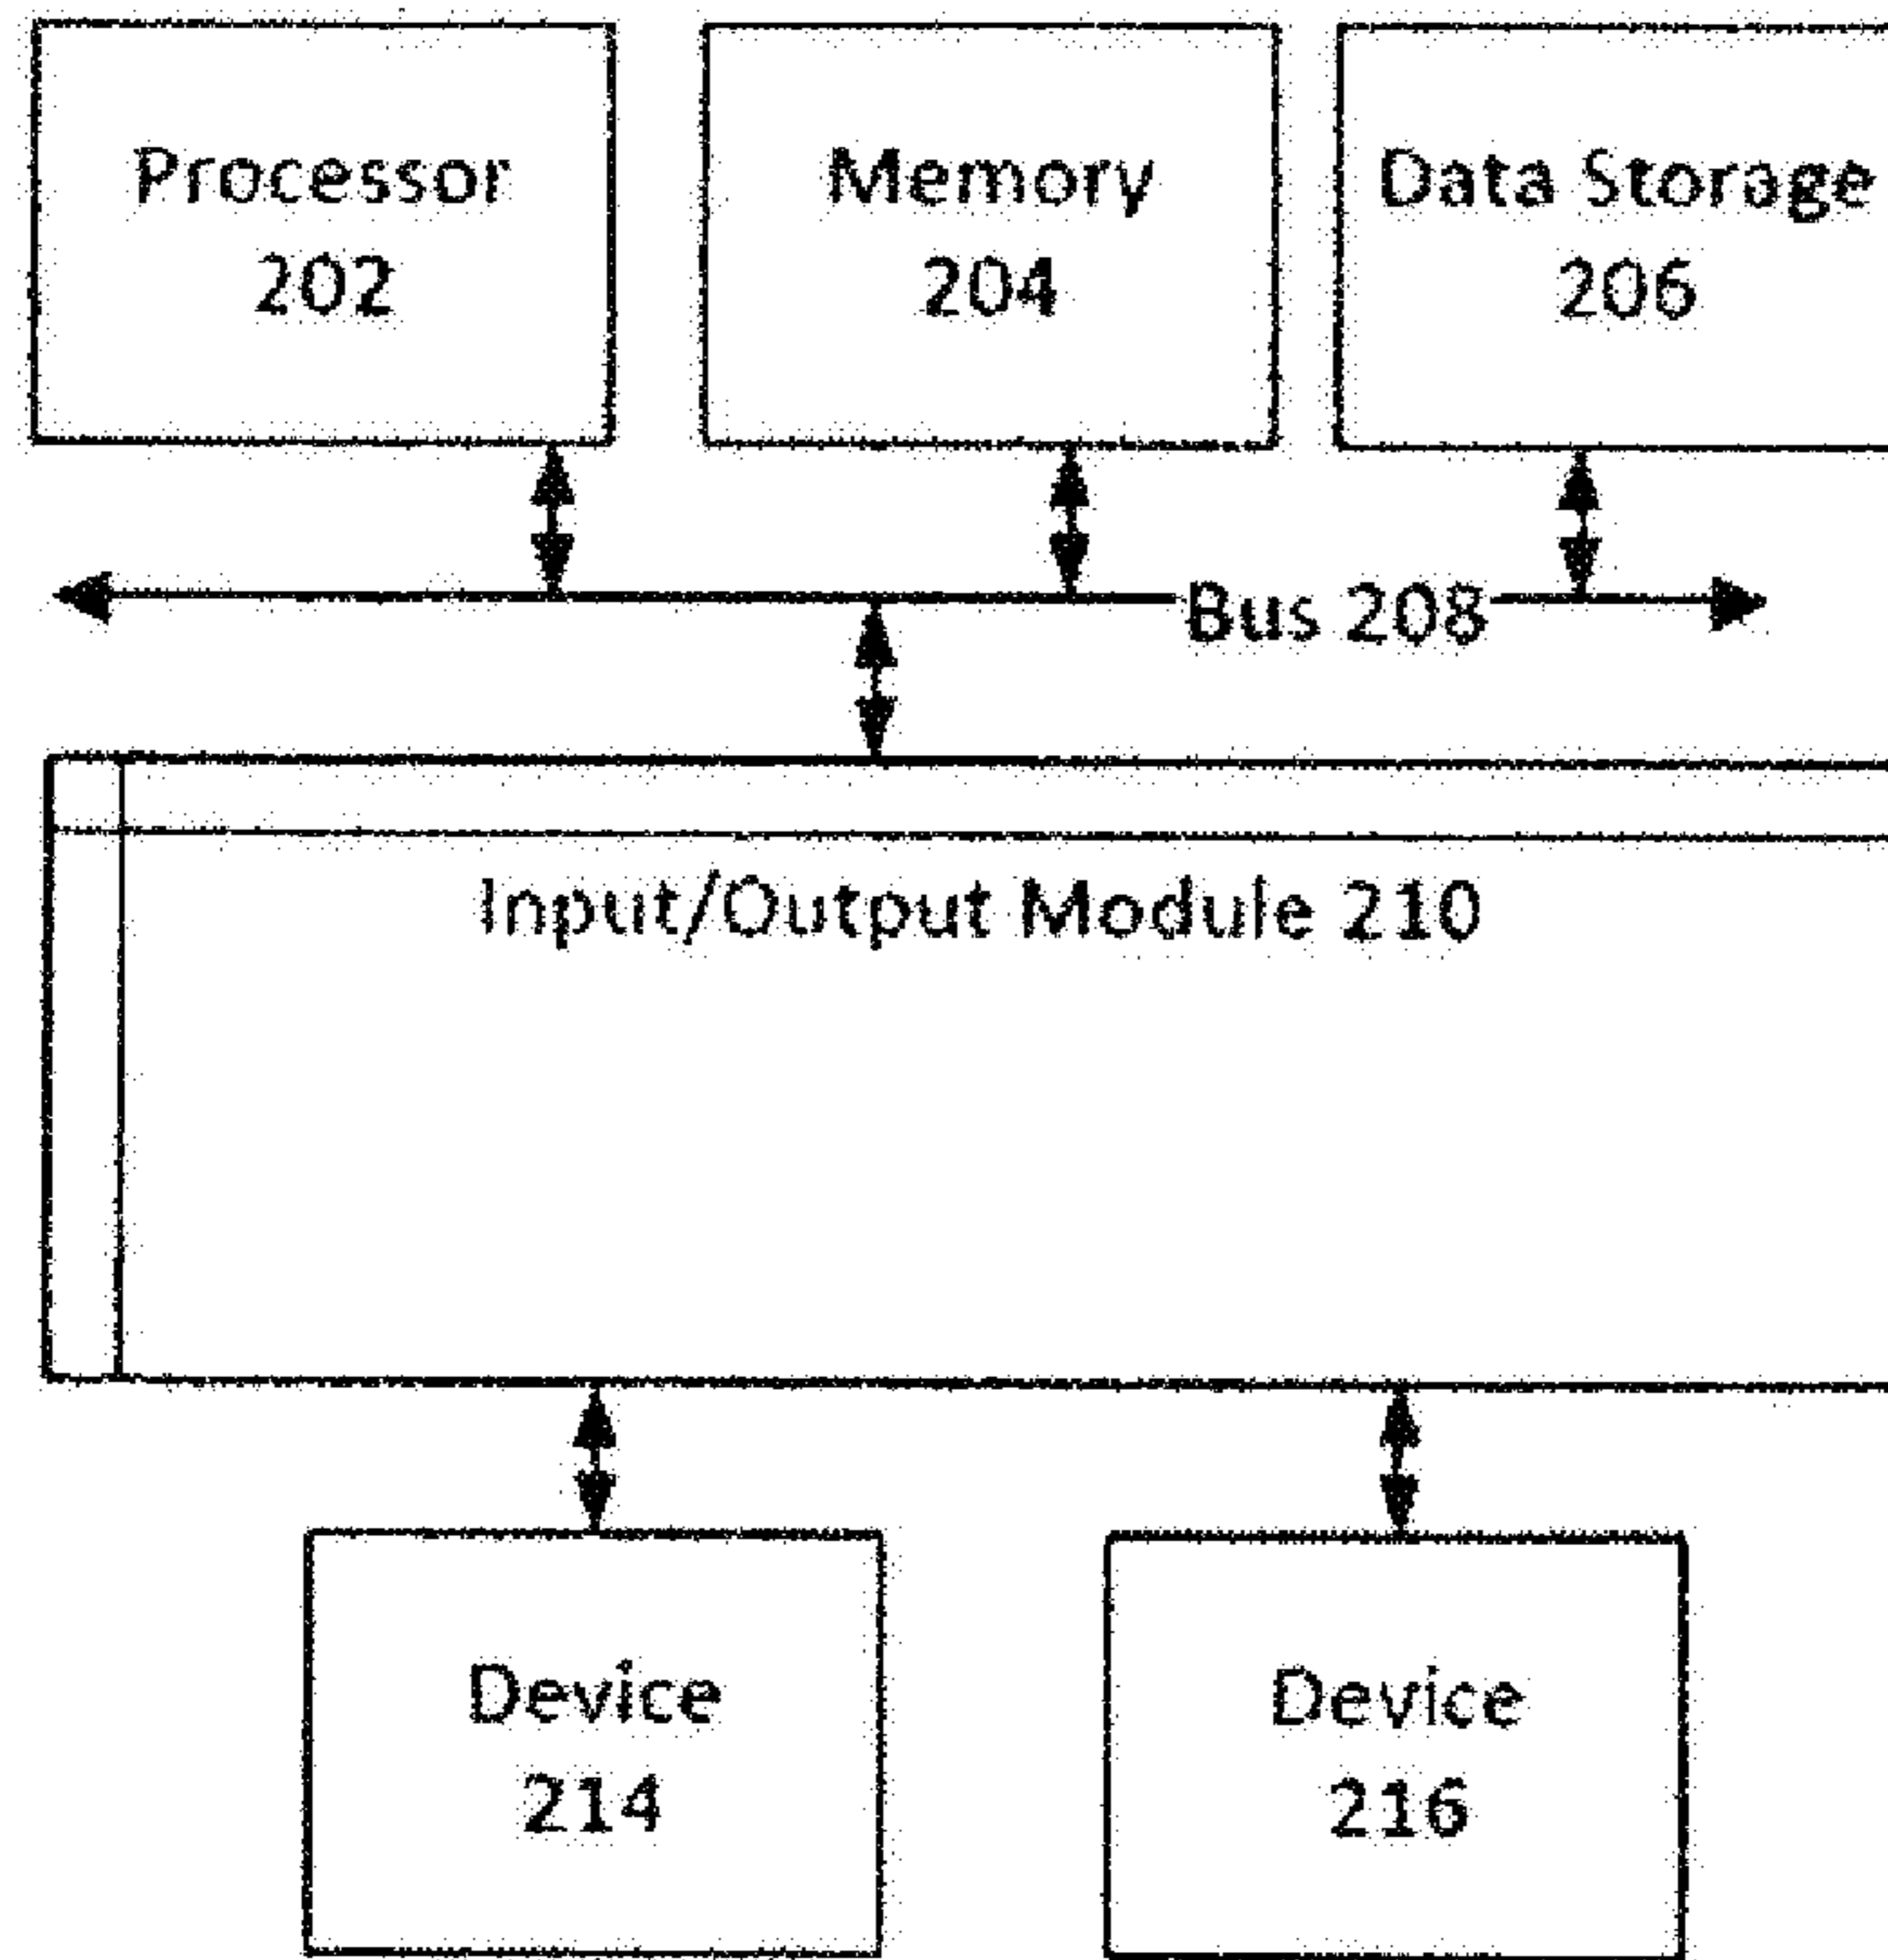 Processor
202
Memory
204
Data Storage
206
Bus 208
Input/Output Module 210
Device
214
Device
216